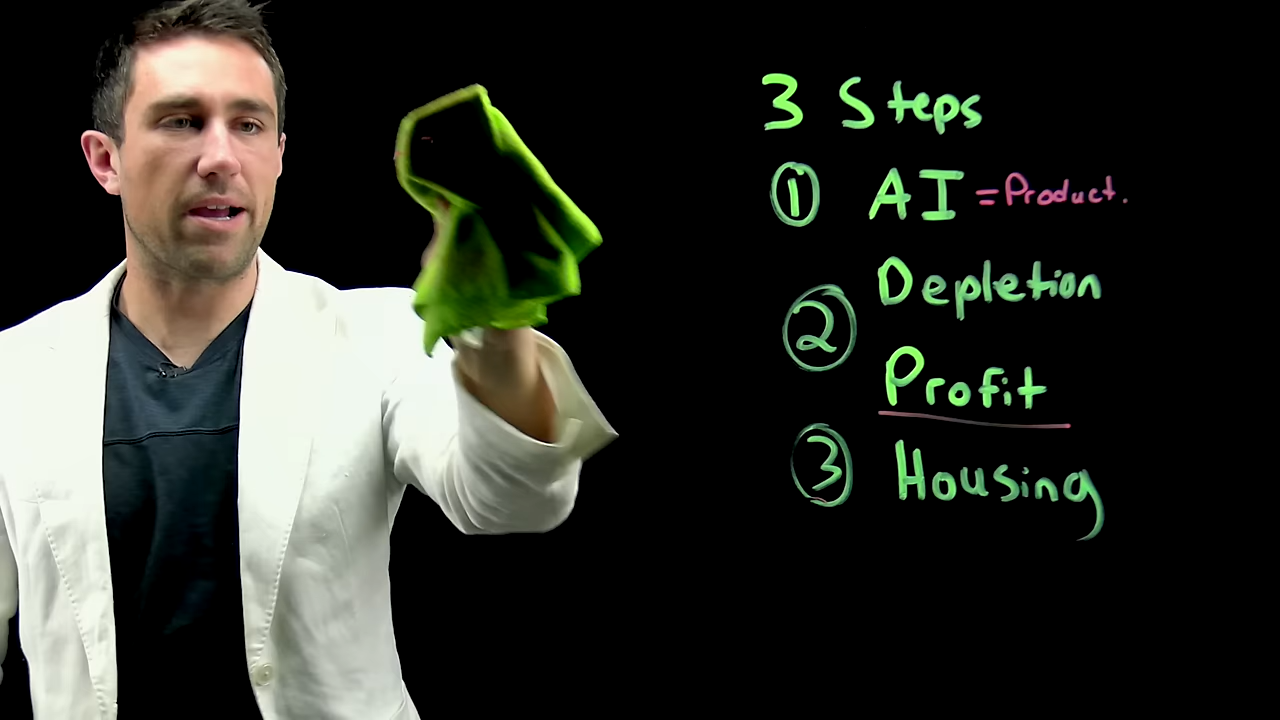 3 Steps
① AI = Product.
② Depletion
Profit
③ Housing